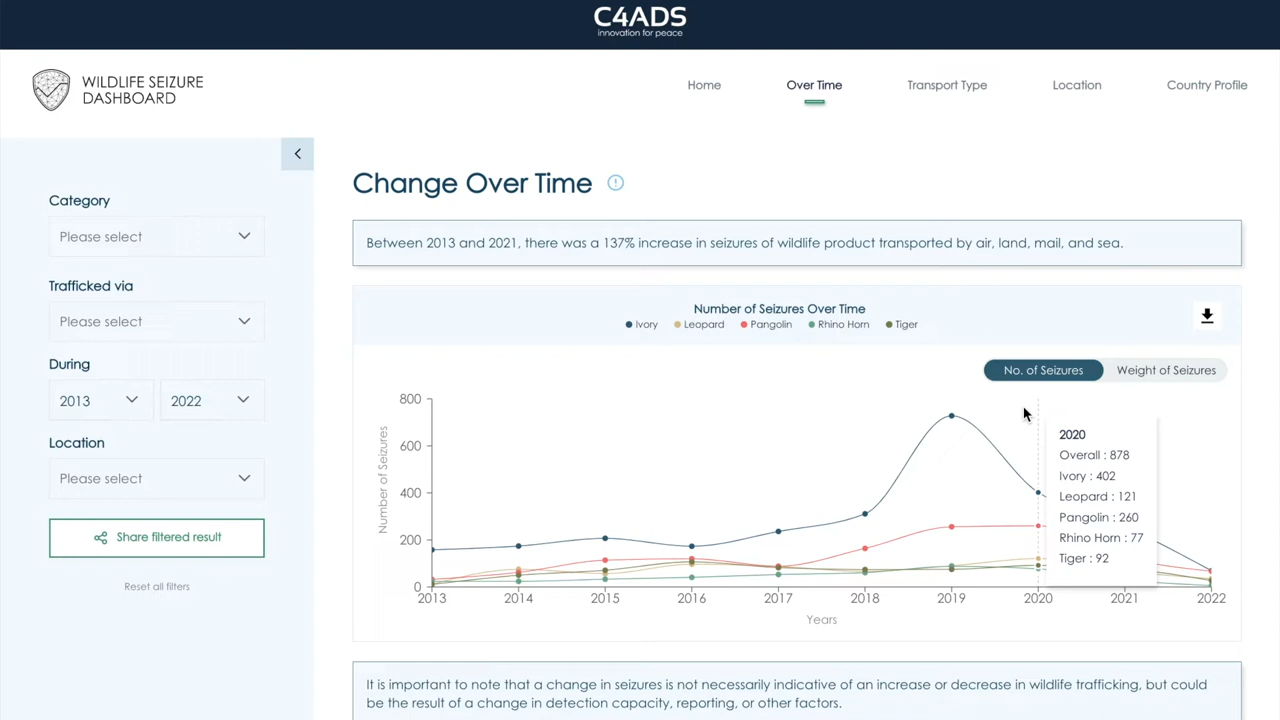 C4ADS
innovation for peace
WILDLIFE SEIZURE
DASHBOARD
Home
Over Time
Transport Type
Location
Country Profile
Category
Please select
Trafficked via
Please select
During
2013
2022
Location
Please select
Share filtered result
Reset all filters
Change Over Time
Between 2013 and 2021, there was a 137% increase in seizures of wildlife product transported by air, land, mail, and sea.
Number of Seizures Over Time
Ivory
Leopard
Pangolin
Rhino Horn
Tiger
No. of Seizures
Weight of Seizures
Number of Seizures
800
600
400
200
0
2020
Overall : 878
Ivory : 402
Leopard : 121
Pangolin : 260
Rhino Horn : 77
Tiger : 92
2013
2014
2015
2016
2017
2018
2019
2020
2021
2022
Years
It is important to note that a change in seizures is not necessarily indicative of an increase or decrease in wildlife trafficking, but could
be the result of a change in detection capacity, reporting, or other factors.